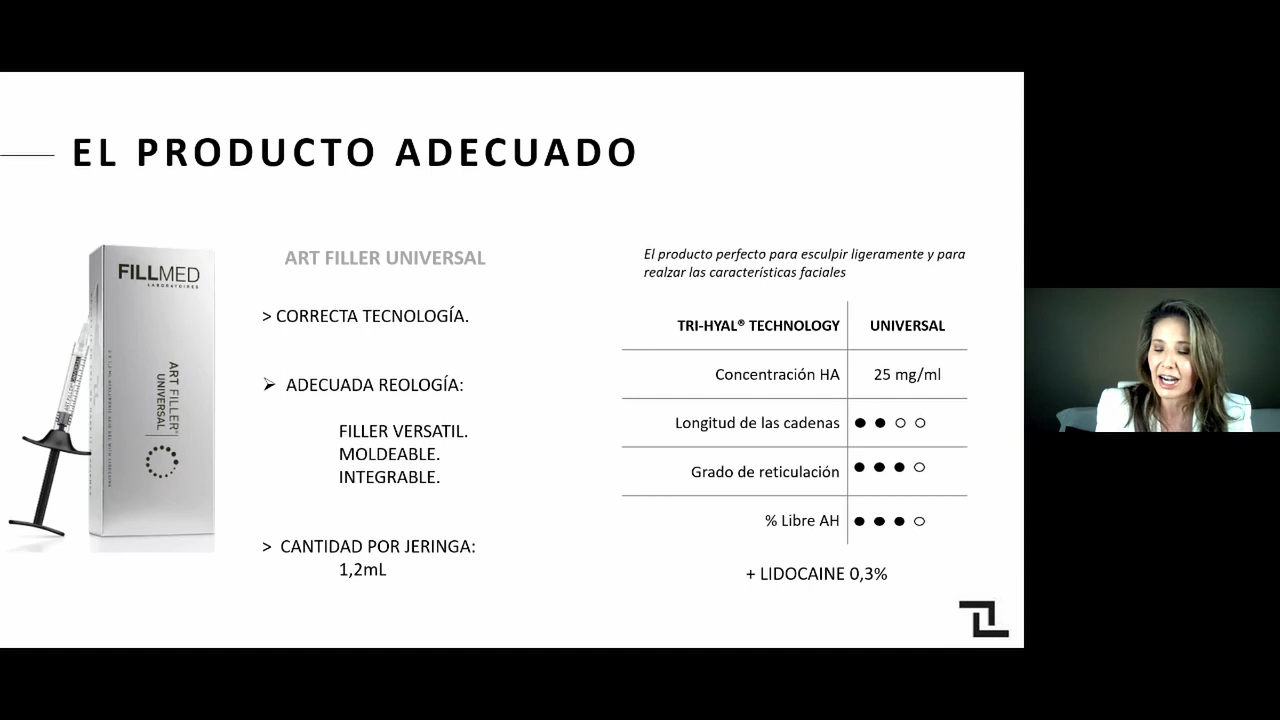 EL PRODUCTO ADECUADO
FILLMED
LABORATOIRES
ART FILLER®
UNIVERSAL
ART FILLER UNIVERSAL
> CORRECTA TECNOLOGÍA.
➢ ADECUADA REOLOGÍA:
FILLER VERSATIL.
MOLDEABLE.
INTEGRABLE.
> CANTIDAD POR JERINGA:
1,2mL
El producto perfecto para esculpir ligeramente y para
realzar las características faciales
TRI-HYAL® TECHNOLOGY UNIVERSAL
Concentración HA 25 mg/ml
Longitud de las cadenas ●●○○
Grado de reticulación ●●●○
% Libre AH ●●●○
+ LIDOCAINE 0,3%